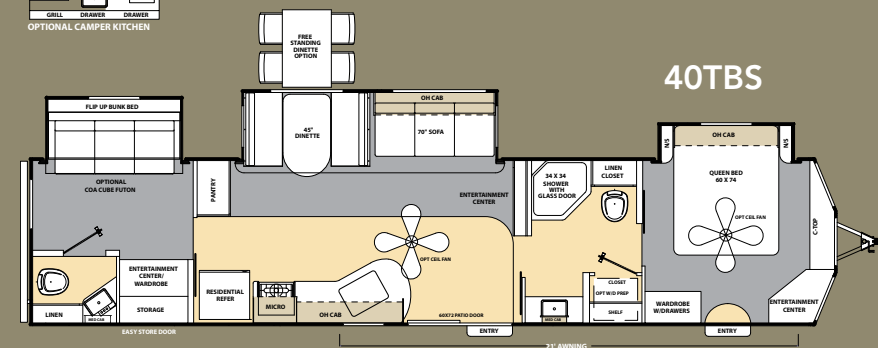 GRILL DRAWER DRAWER
OPTIONAL CAMPER KITCHEN
FREE
STANDING
DINETTE
OPTION
40TBS
FLIP UP BUNK BED
OPTIONAL
COA CUBE FUTON
45"
DINETTE
OH CAB
70" SOFA
PANTRY
ENTERTAINMENT
CENTER
OPT CEIL FAN
34 X 34
SHOWER
WITH
GLASS DOOR
LINEN
CLOSET
N/S
OH CAB
N/S
QUEEN BED
60 X 74
OPT CEIL FAN
C-TOP
ENTERTAINMENT
CENTER/
WARDROBE
STORAGE
LINEN
MED CAB
RESIDENTIAL
REFER
MICRO
OH CAB
60X72 PATIO DOOR
MED CAB
CLOSET
OPT W/D PREP
SHELF
WARDROBE
W/DRAWERS
ENTERTAINMENT
CENTER
EASY STORE DOOR
ENTRY
ENTRY
21' AWNING